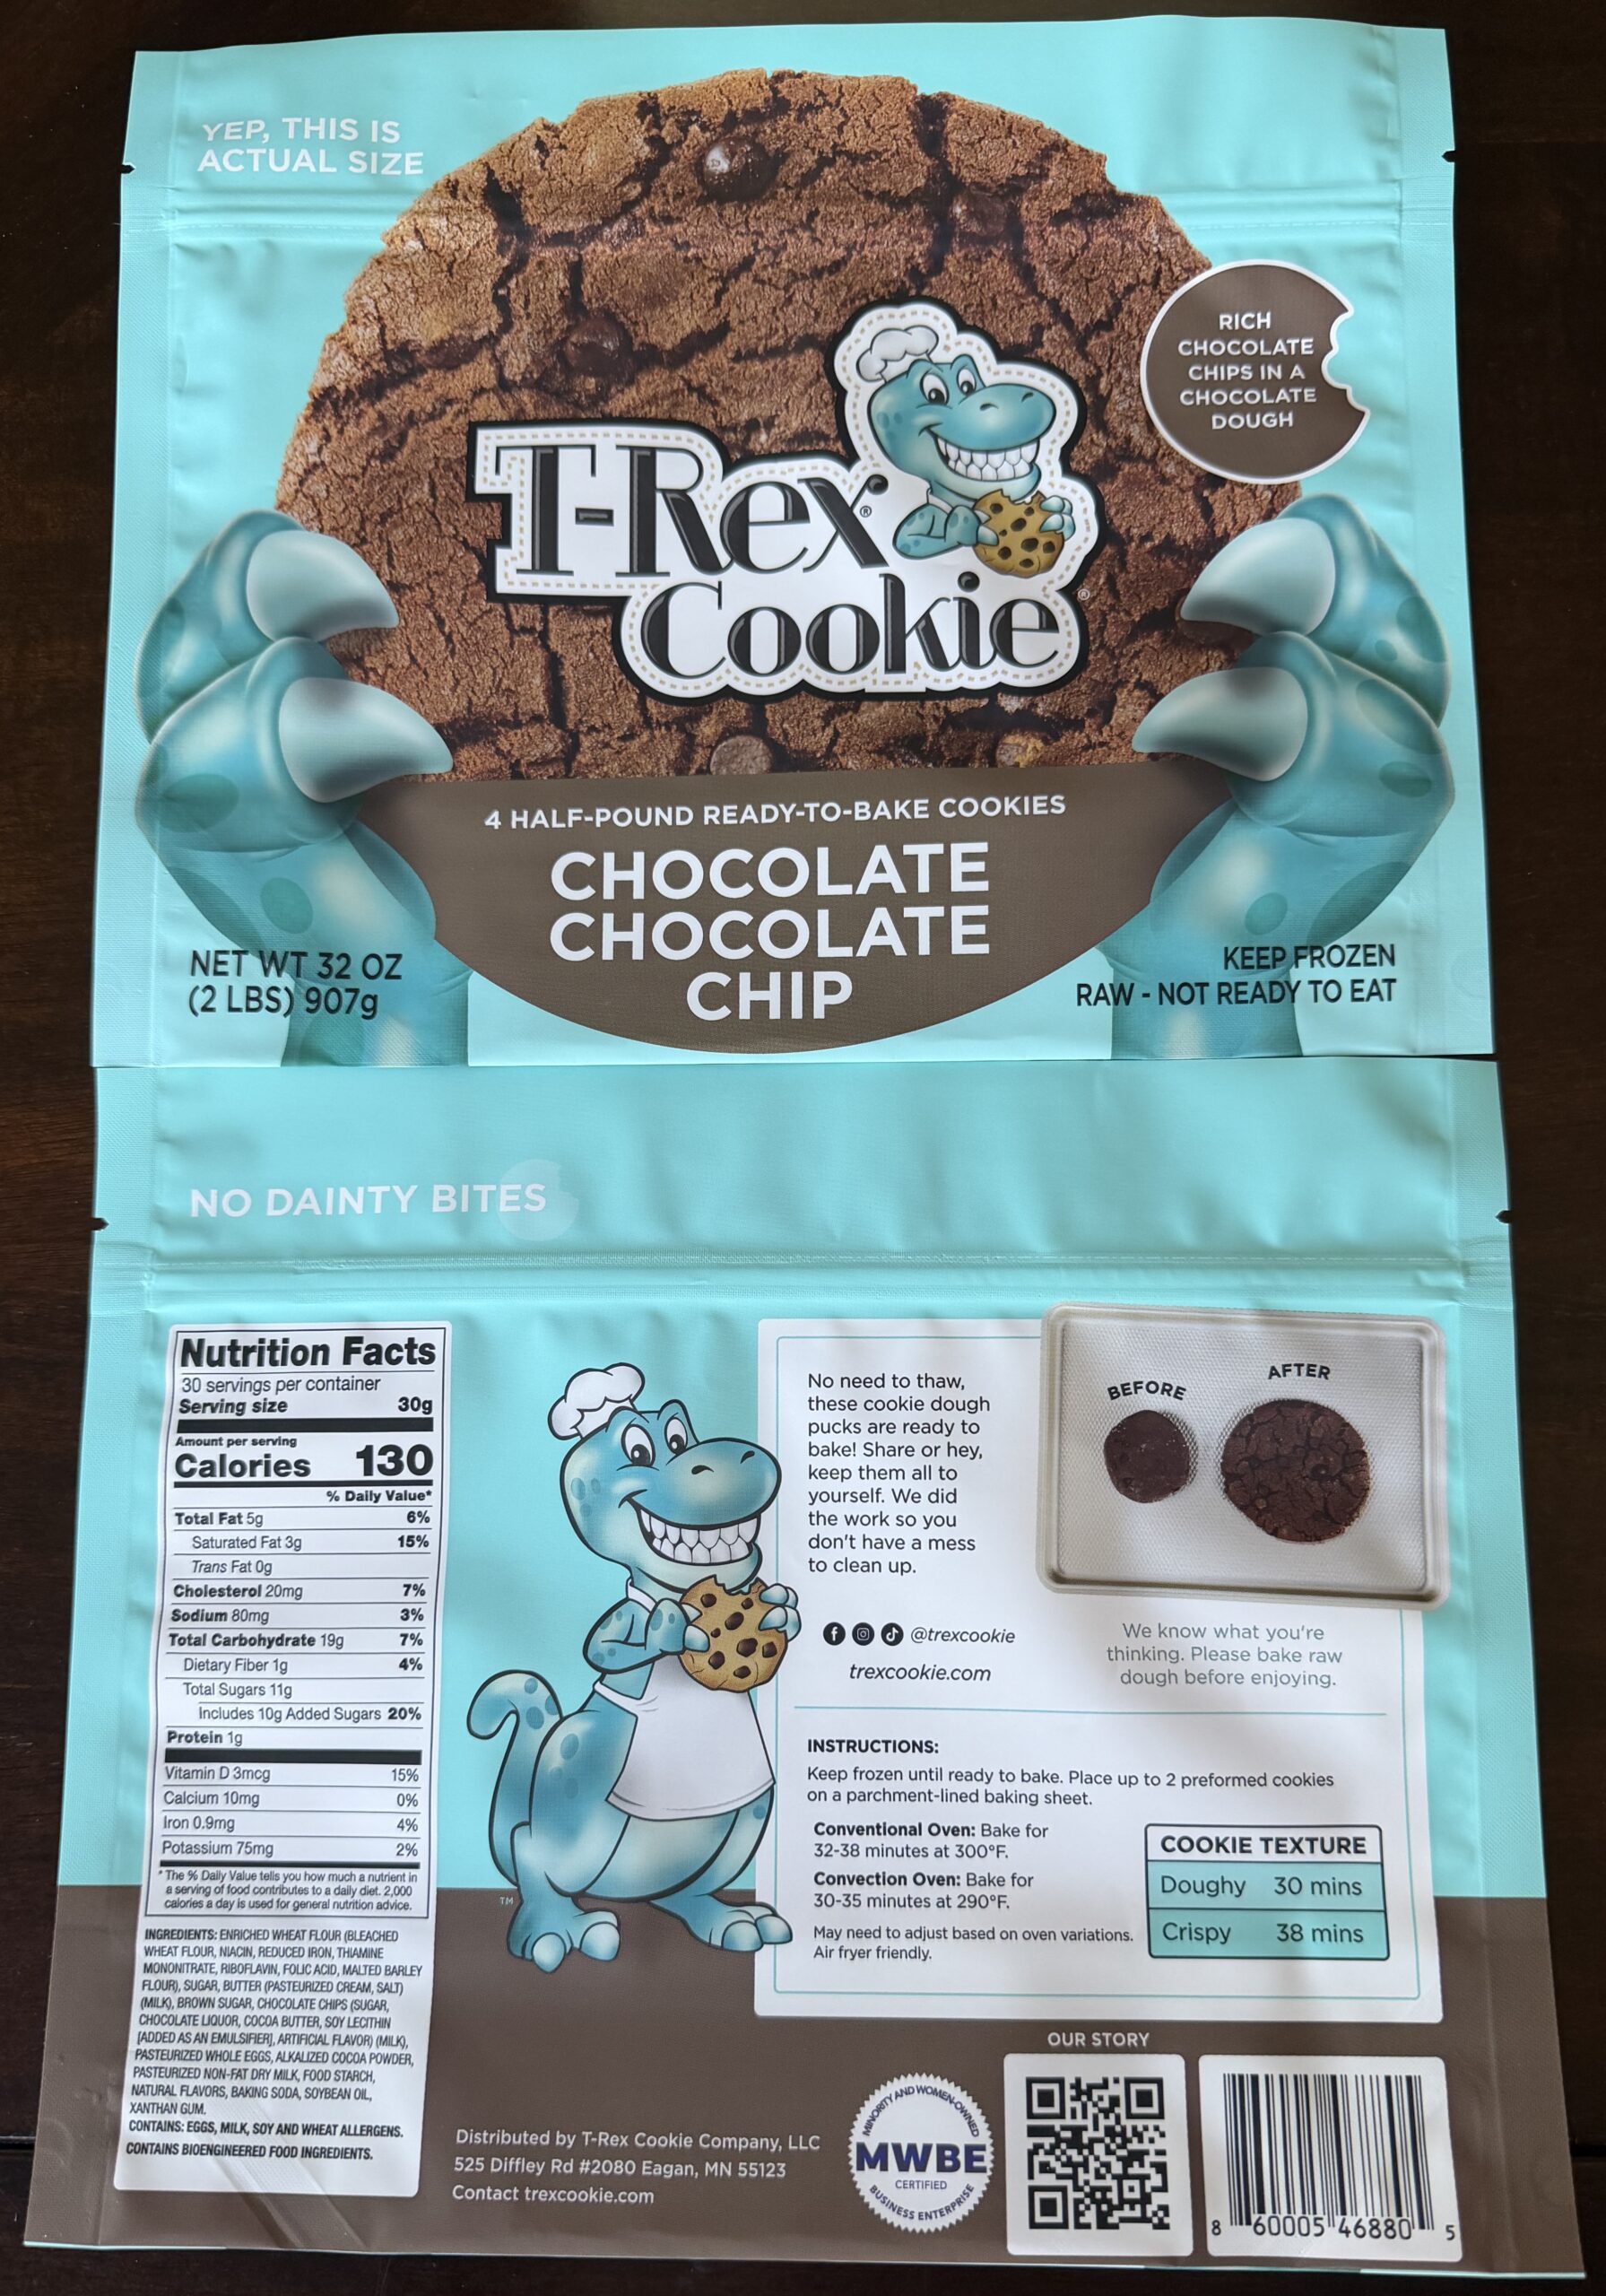 YEP, THIS IS
ACTUAL SIZE
RICH
CHOCOLATE
CHIPS IN A
CHOCOLATE
DOUGH
T-Rex®
Cookie®
4 HALF-POUND READY-TO-BAKE COOKIES
CHOCOLATE
CHOCOLATE
CHIP
NET WT 32 OZ
(2 LBS) 907g
KEEP FROZEN
RAW - NOT READY TO EAT
NO DAINTY BITES
Nutrition Facts
30 servings per container
Serving size 30g
Amount per serving
Calories 130
% Daily Value*
Total Fat 5g 6%
Saturated Fat 3g 15%
Trans Fat 0g
Cholesterol 20mg 7%
Sodium 80mg 3%
Total Carbohydrate 19g 7%
Dietary Fiber 1g 4%
Total Sugars 11g
Includes 10g Added Sugars 20%
Protein 1g
Vitamin D 3mcg 15%
Calcium 10mg 0%
Iron 0.9mg 4%
Potassium 75mg 2%
* The % Daily Value tells you how much a nutrient in
a serving of food contributes to a daily diet. 2,000
calories a day is used for general nutrition advice.
INGREDIENTS: ENRICHED WHEAT FLOUR (BLEACHED
WHEAT FLOUR, NIACIN, REDUCED IRON, THIAMINE
MONONITRATE, RIBOFLAVIN, FOLIC ACID, MALTED BARLEY
FLOUR), SUGAR, BUTTER (PASTEURIZED CREAM, SALT)
(MILK), BROWN SUGAR, CHOCOLATE CHIPS (SUGAR,
CHOCOLATE LIQUOR, COCOA BUTTER, SOY LECITHIN
[ADDED AS AN EMULSIFIER], ARTIFICIAL FLAVOR) (MILK),
PASTEURIZED WHOLE EGGS, ALKALIZED COCOA POWDER,
PASTEURIZED NON-FAT DRY MILK, FOOD STARCH,
NATURAL FLAVORS, BAKING SODA, SOYBEAN OIL,
XANTHAN GUM.
CONTAINS: EGGS, MILK, SOY AND WHEAT ALLERGENS.
CONTAINS BIOENGINEERED FOOD INGREDIENTS.
TM
No need to thaw,
these cookie dough
pucks are ready to
bake! Share or hey,
keep them all to
yourself. We did
the work so you
don't have a mess
to clean up.
@trexcookie
trexcookie.com
BEFORE
AFTER
We know what you're
thinking. Please bake raw
dough before enjoying.
INSTRUCTIONS:
Keep frozen until ready to bake. Place up to 2 preformed cookies
on a parchment-lined baking sheet.
Conventional Oven: Bake for
32-38 minutes at 300°F.
Convection Oven: Bake for
30-35 minutes at 290°F.
May need to adjust based on oven variations.
Air fryer friendly.
COOKIE TEXTURE
Doughy 30 mins
Crispy 38 mins
Distributed by T-Rex Cookie Company, LLC
525 Diffley Rd #2080 Eagan, MN 55123
Contact trexcookie.com
MINORITY AND WOMEN-OWNED
MWBE
CERTIFIED
BUSINESS ENTERPRISE
OUR STORY
8 60005 46880 5